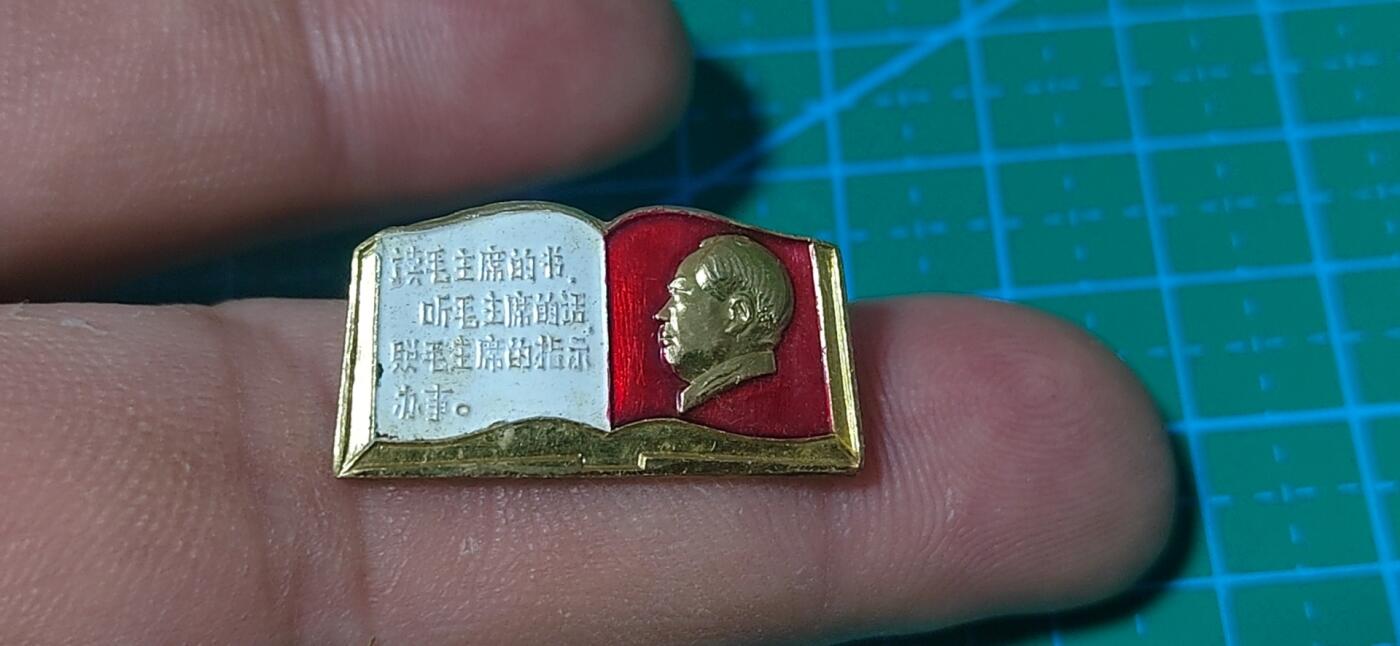 读毛主席的书,
听毛主席的话,
照毛主席的指示
办事。